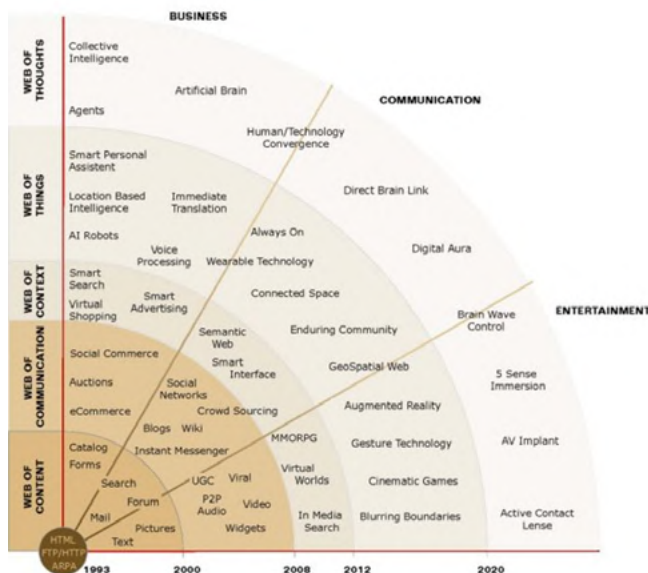 BUSINESS
COMMUNICATION
ENTERTAINMENT
WEB OF
THOUGHTS
WEB OF
THINGS
WEB OF
CONTEXT
WEB OF
COMMUNICATION
WEB OF
CONTENT
Collective
Intelligence
Artificial Brain
Agents
Human/Technology
Convergence
Direct Brain Link
Digital Aura
Brain Wave
Control
5 Sense
Immersion
AV Implant
Active Contact
Lense
Smart Personal
Assistent
Location Based
Intelligence
Immediate
Translation
AI Robots
Voice
Processing
Always On
Wearable Technology
Connected Space
Enduring Community
GeoSpatial Web
Augmented Reality
Gesture Technology
Cinematic Games
Blurring Boundaries
Smart
Search
Virtual
Shopping
Smart
Advertising
Semantic
Web
Smart
Interface
MMORPG
Virtual
Worlds
In Media
Search
Social Commerce
Auctions
eCommerce
Social
Networks
Crowd Sourcing
Blogs
Wiki
Instant Messenger
UGC
Viral
P2P
Audio
Video
Widgets
Catalog
Forms
Search
Forum
Mail
Pictures
Text
HTML
FTP/HTTP
ARPA
1993
2000
2008
2012
2020